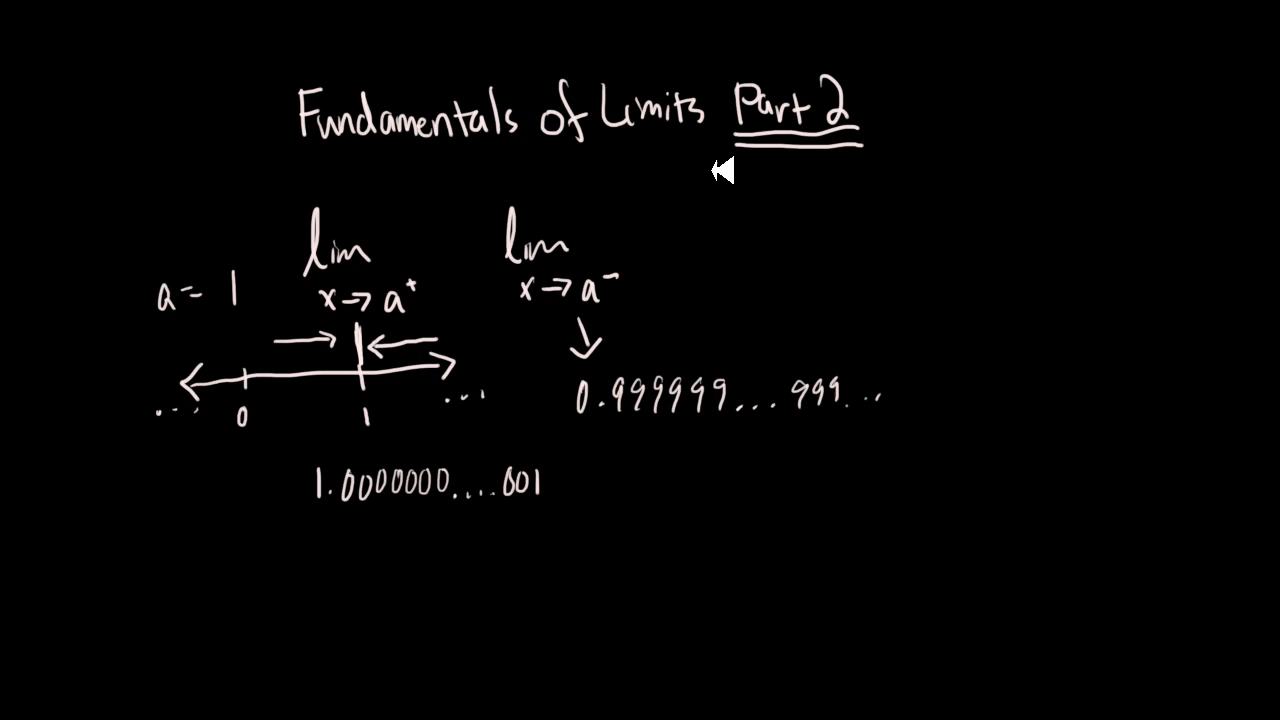 Fundamentals of Limits Part 2
lim lim
a = 1 x → a⁺ x → a⁻
0 1
0.999999...999...
1.0000000....001